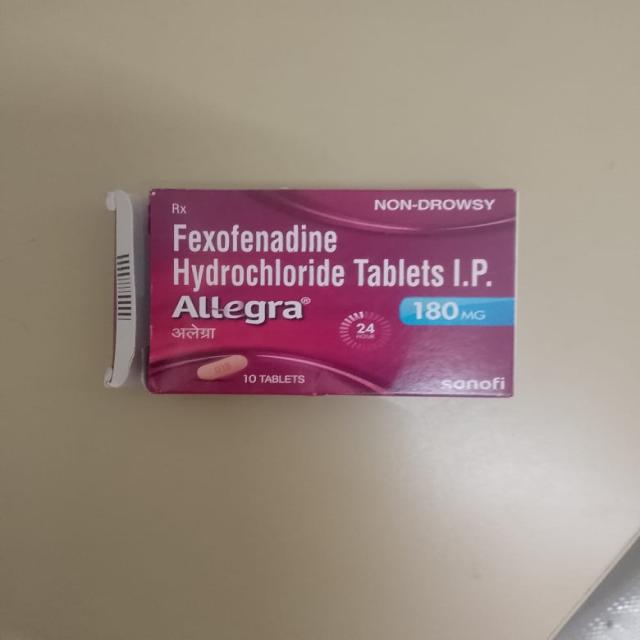 Rx
NON-DROWSY
Fexofenadine
Hydrochloride Tablets I.P.
Allegra®
180 MG
अलेग्रा
24
HOUR
10 TABLETS
sanofi